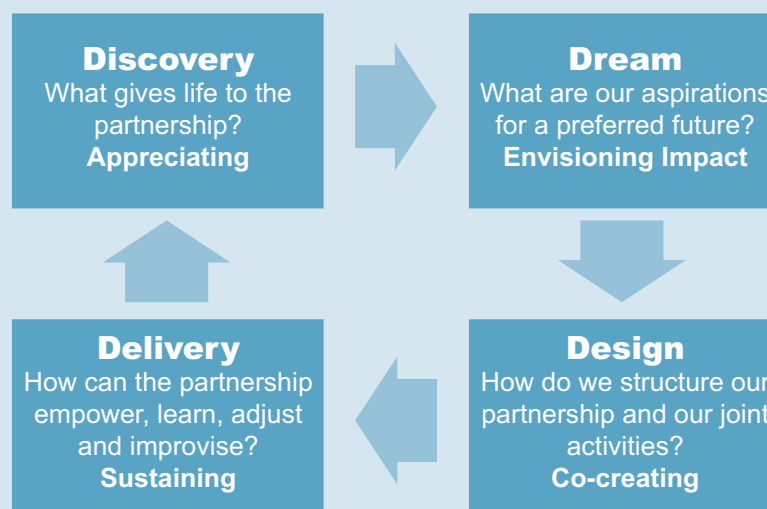 Discovery
What gives life to the
partnership?
Appreciating
Dream
What are our aspirations
for a preferred future?
Envisioning Impact
Delivery
How can the partnership
empower, learn, adjust
and improvise?
Sustaining
Design
How do we structure our
partnership and our joint
activities?
Co-creating